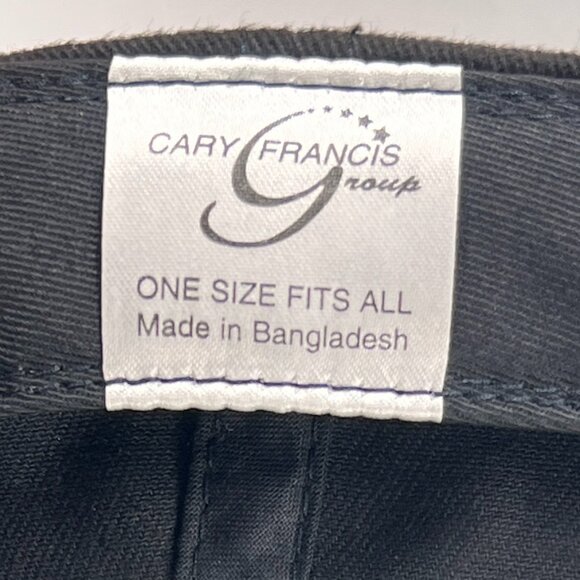 CARY FRANCIS
Group
ONE SIZE FITS ALL
Made in Bangladesh